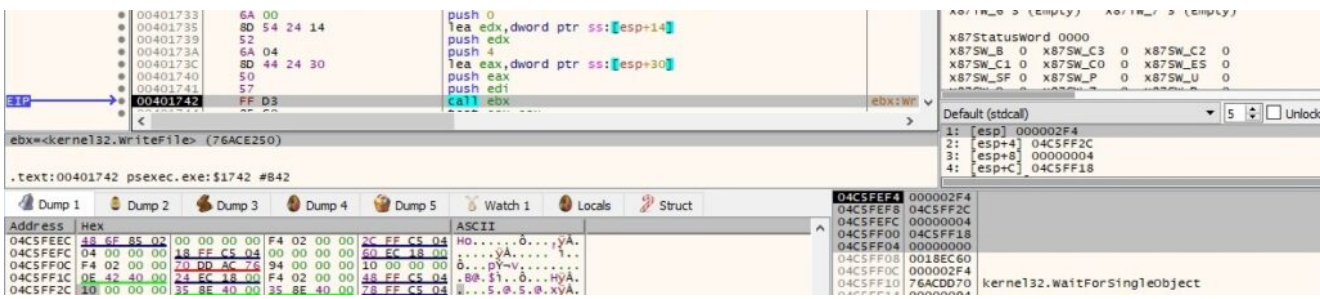 00401733 6A 00 push 0
00401735 8D 54 24 14 lea edx,dword ptr ss:[esp+14]
00401739 52 push edx
0040173A 6A 04 push 4
0040173C 8D 44 24 30 lea eax,dword ptr ss:[esp+30]
00401740 50 push eax
00401741 57 push edi
EIP 00401742 FF D3 call ebx ebx:Wr
ebx=<kernel32.WriteFile> (76ACE250)
.text:00401742 psexec.exe:$1742 #B42
x87StatusWord 0000
x87SW_B 0 x87SW_C3 0 x87SW_C2 0
x87SW_C1 0 x87SW_C0 0 x87SW_ES 0
x87SW_SF 0 x87SW_P 0 x87SW_U 0
Default (stdcall) 5 Unlock
1: [esp] 000002F4
2: [esp+4] 04C5FF2C
3: [esp+8] 00000004
4: [esp+C] 04C5FF18
Dump 1 Dump 2 Dump 3 Dump 4 Dump 5 Watch 1 Locals Struct
Address Hex ASCII
04C5FEEC 48 6F 85 02 00 00 00 00 F4 02 00 00 2C FF C5 04 Ho......ô...,ÿÅ.
04C5FEFC 04 00 00 00 18 FF C5 04 00 00 00 00 60 EC 18 00
04C5FF0C F4 02 00 00 70 DD AC 76 94 00 00 00 10 00 00 00 ô...pÝ¬v........
04C5FF1C 0E 42 40 00 24 EC 18 00 F4 02 00 00 48 FF C5 04 .B@.$ì..ô...HÿÅ.
04C5FF2C 10 00 00 00 35 8E 40 00 35 8E 40 00 78 FF C5 04 ....5.@.5.@.xÿÅ.
04C5FEF4 000002F4
04C5FEF8 04C5FF2C
04C5FEFC 00000004
04C5FF00 04C5FF18
04C5FF04 00000000
04C5FF08 0018EC60
04C5FF0C 000002F4
04C5FF10 76ACDD70 kernel32.WaitForSingleObject